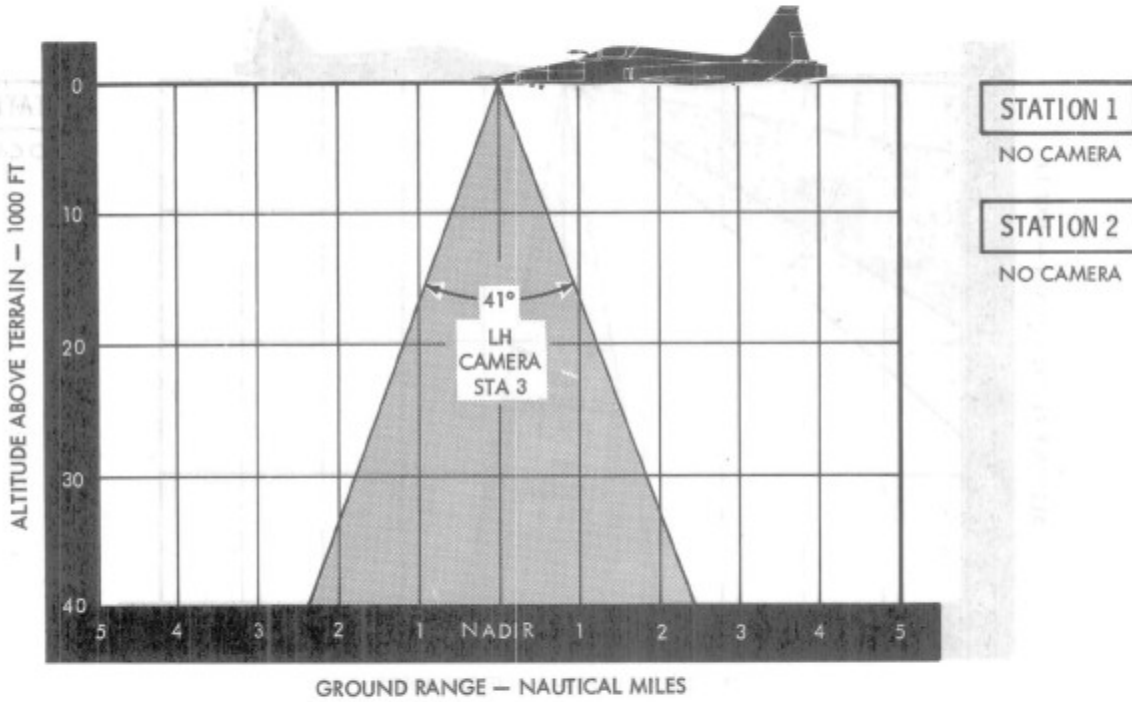 0
10
20
30
40
ALTITUDE ABOVE TERRAIN — 1000 FT
41°
LH
CAMERA
STA 3
5 4 3 2 1 NADIR 1 2 3 4 5
GROUND RANGE — NAUTICAL MILES
STATION 1
NO CAMERA
STATION 2
NO CAMERA